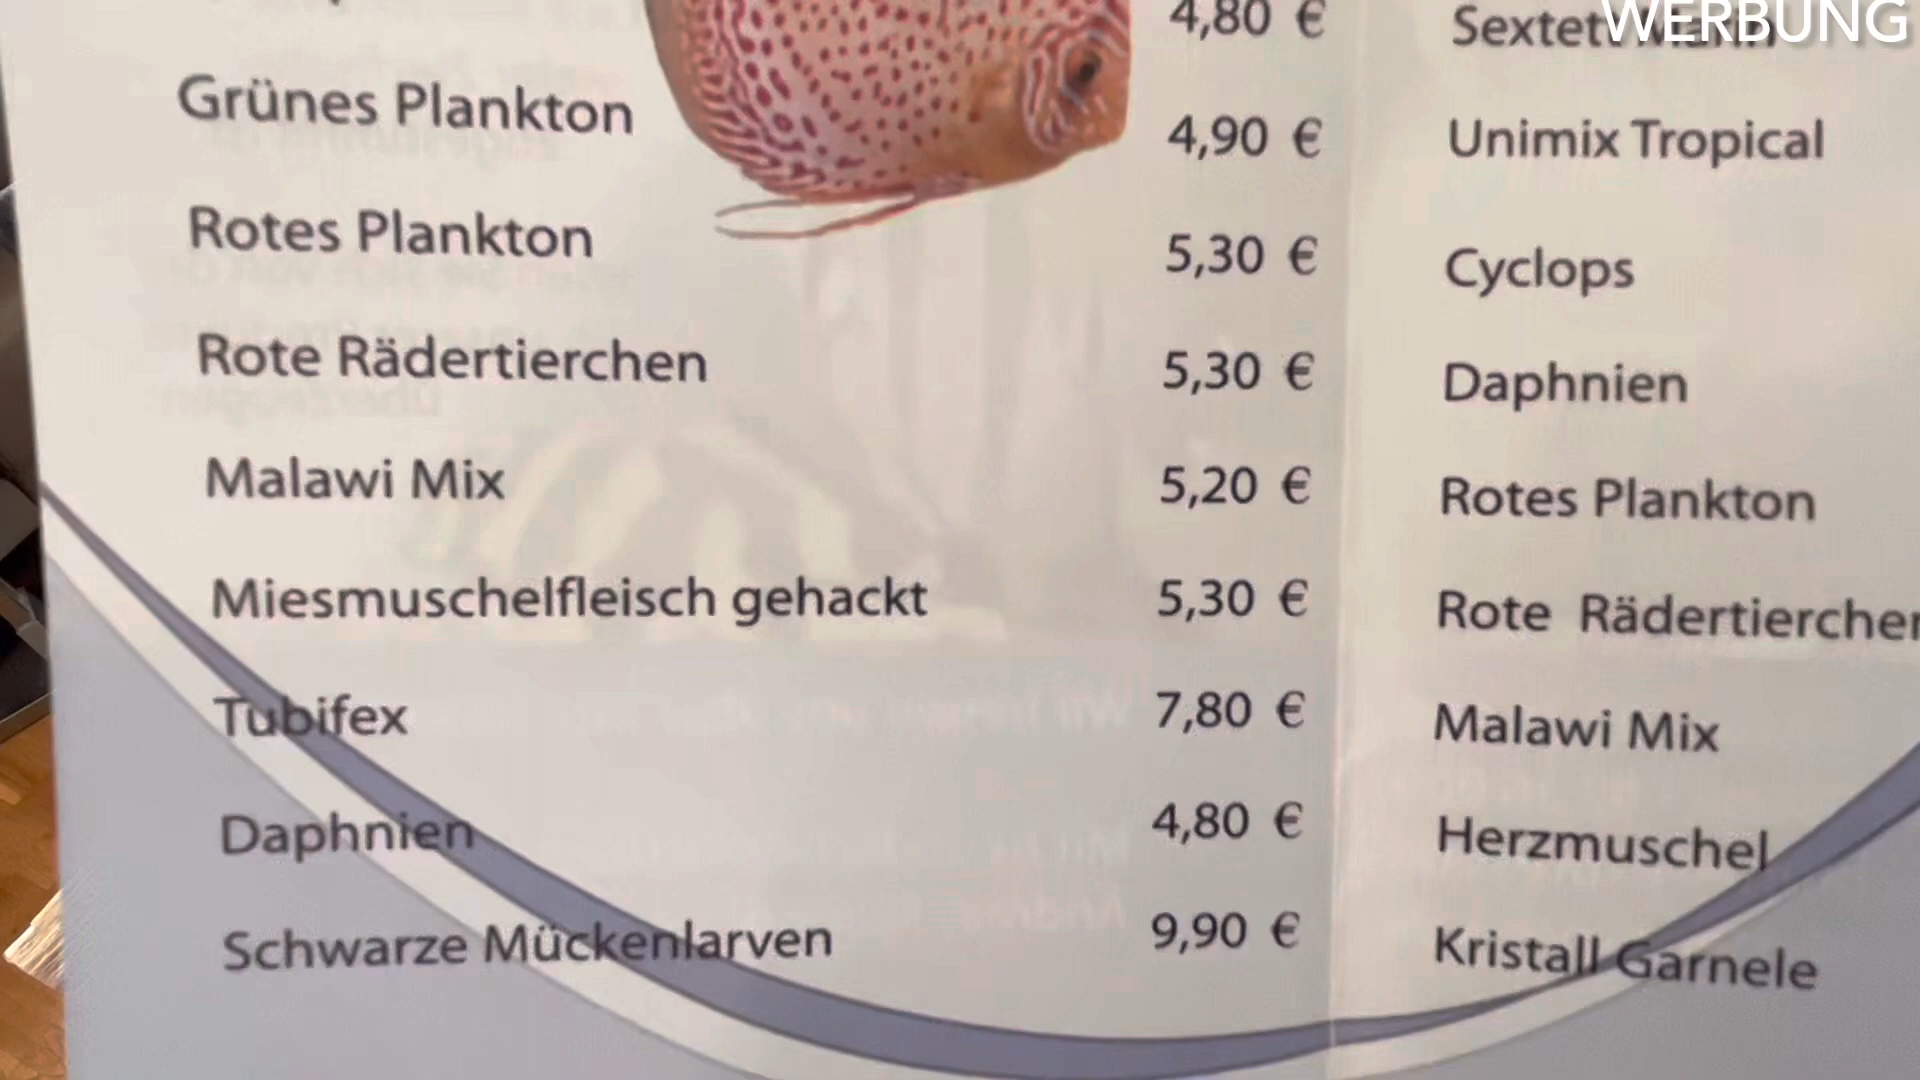 4,80 €
Grünes Plankton 4,90 €
Rotes Plankton 5,30 €
Rote Rädertierchen 5,30 €
Malawi Mix 5,20 €
Miesmuschelfleisch gehackt 5,30 €
Tubifex 7,80 €
Daphnien 4,80 €
Schwarze Mückenlarven 9,90 €
WERBUNG
Sextett
Unimix Tropical
Cyclops
Daphnien
Rotes Plankton
Rote Rädertierchen
Malawi Mix
Herzmuschel
Kristall Garnele